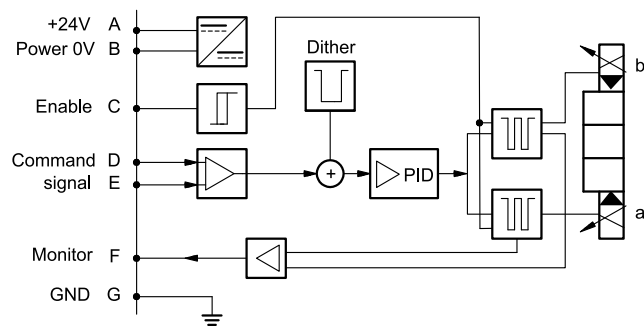 +24V A
Power 0V B
Dither
b
Enable C
Command D
signal E
+
PID
a
Monitor F
GND G